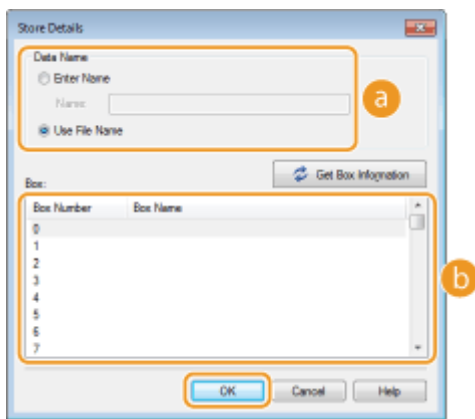 Store Details
Data Name
Enter Name
Name:
a
Use File Name
Get Box Information
Box:
Box Number Box Name
0
1
2
3
4
5
6
7
b
OK Cancel Help